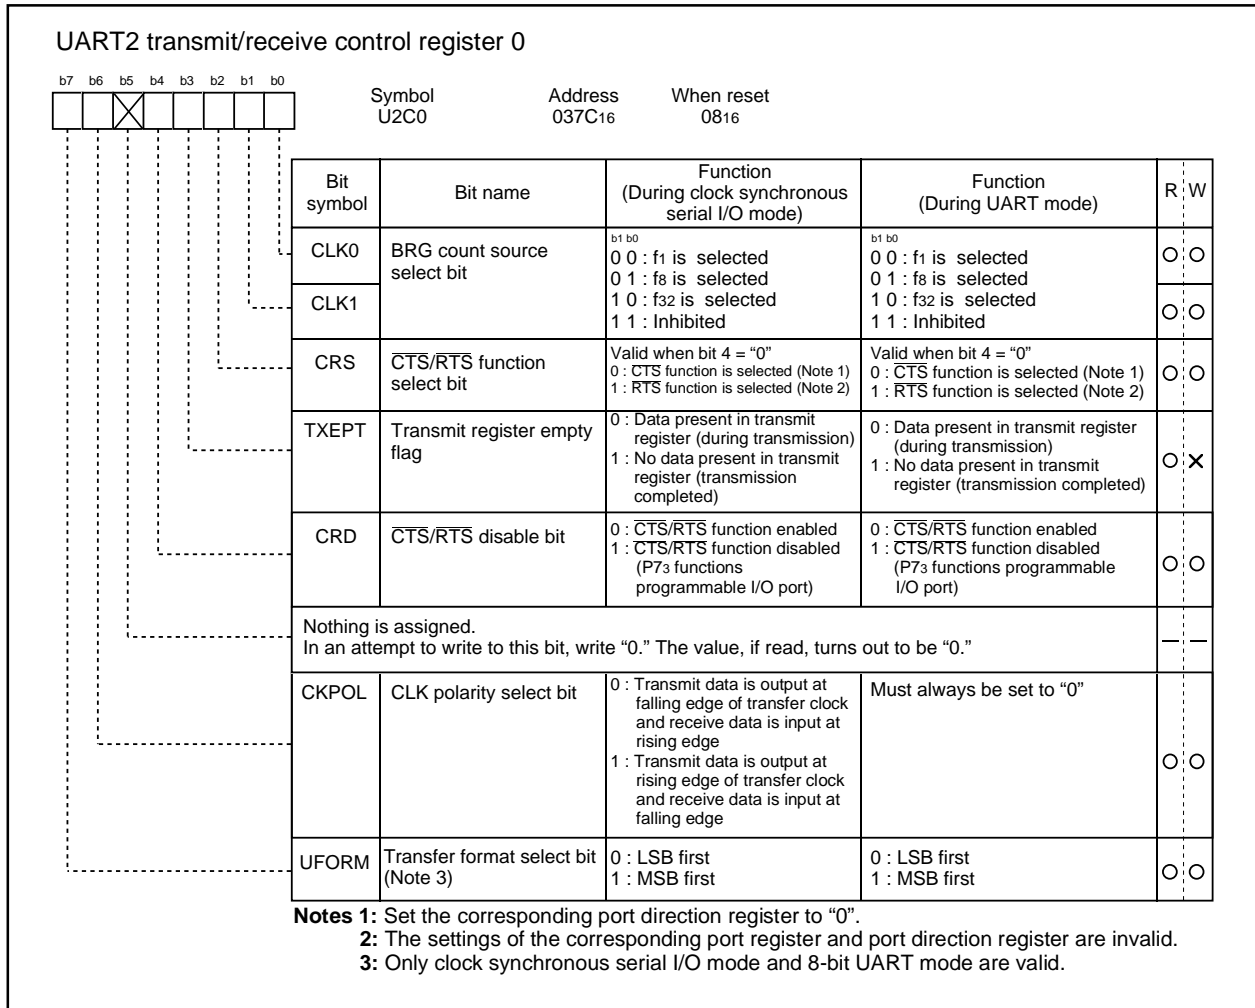 UART2 transmit/receive control register 0
b7 b6 b5 b4 b3 b2 b1 b0
Symbol Address When reset
U2C0 037C16 0816
Bit symbol
Bit name
Function
(During clock synchronous
serial I/O mode)
Function
(During UART mode)
R W
CLK0
CLK1
BRG count source
select bit
b1 b0
0 0 : f1 is selected
0 1 : f8 is selected
1 0 : f32 is selected
1 1 : Inhibited
b1 b0
0 0 : f1 is selected
0 1 : f8 is selected
1 0 : f32 is selected
1 1 : Inhibited
CRS
CTS/RTS function
select bit
Valid when bit 4 = “0”
0 : CTS function is selected (Note 1)
1 : RTS function is selected (Note 2)
Valid when bit 4 = “0”
0 : CTS function is selected (Note 1)
1 : RTS function is selected (Note 2)
TXEPT
Transmit register empty
flag
0 : Data present in transmit
register (during transmission)
1 : No data present in transmit
register (transmission
completed)
0 : Data present in transmit register
(during transmission)
1 : No data present in transmit
register (transmission completed)
CRD
CTS/RTS disable bit
0 : CTS/RTS function enabled
1 : CTS/RTS function disabled
(P73 functions
programmable I/O port)
0 : CTS/RTS function enabled
1 : CTS/RTS function disabled
(P73 functions programmable
I/O port)
Nothing is assigned.
In an attempt to write to this bit, write “0.” The value, if read, turns out to be “0.”
CKPOL
CLK polarity select bit
0 : Transmit data is output at
falling edge of transfer clock
and receive data is input at
rising edge
1 : Transmit data is output at
rising edge of transfer clock
and receive data is input at
falling edge
Must always be set to “0”
UFORM
Transfer format select bit
(Note 3)
0 : LSB first
1 : MSB first
0 : LSB first
1 : MSB first
Notes 1: Set the corresponding port direction register to “0”.
2: The settings of the corresponding port register and port direction register are invalid.
3: Only clock synchronous serial I/O mode and 8-bit UART mode are valid.